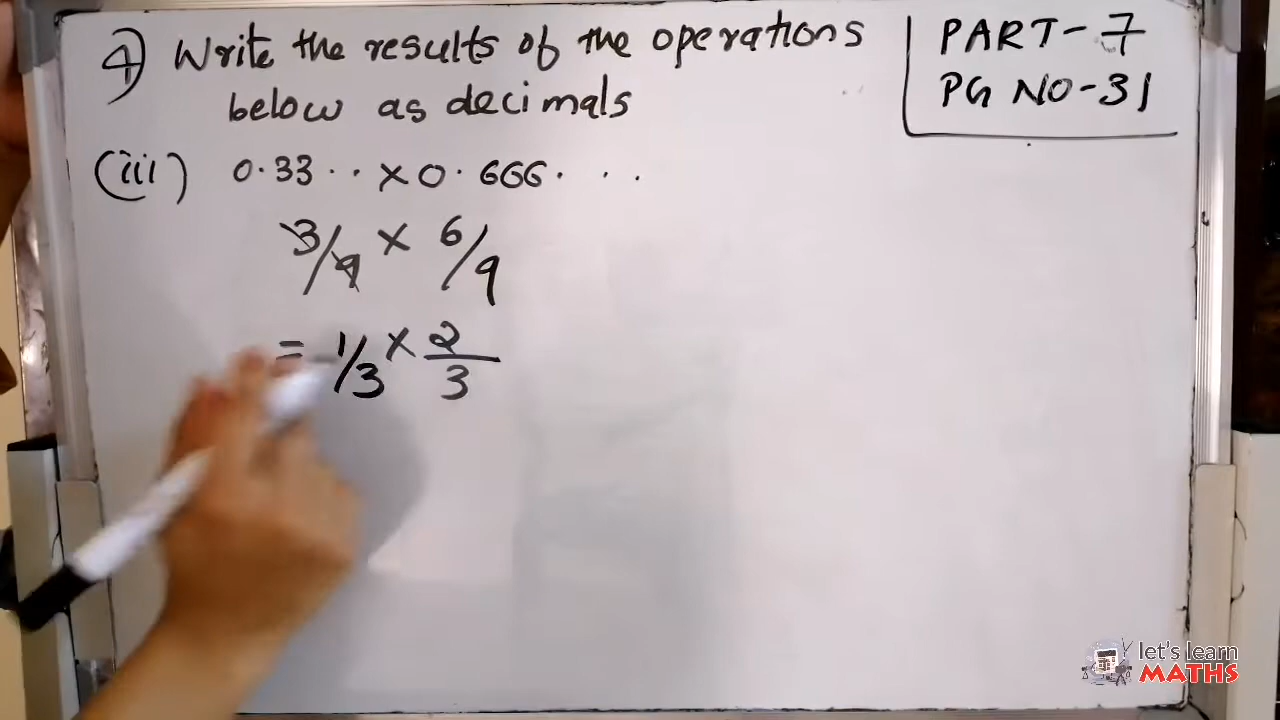 4) Write the results of the operations
below as decimals
PART-7
PG NO-31
(iii) 0.33.. × 0.666. ...
3/9 × 6/9
= 1/3 × 2/3
let's learn
MATHS